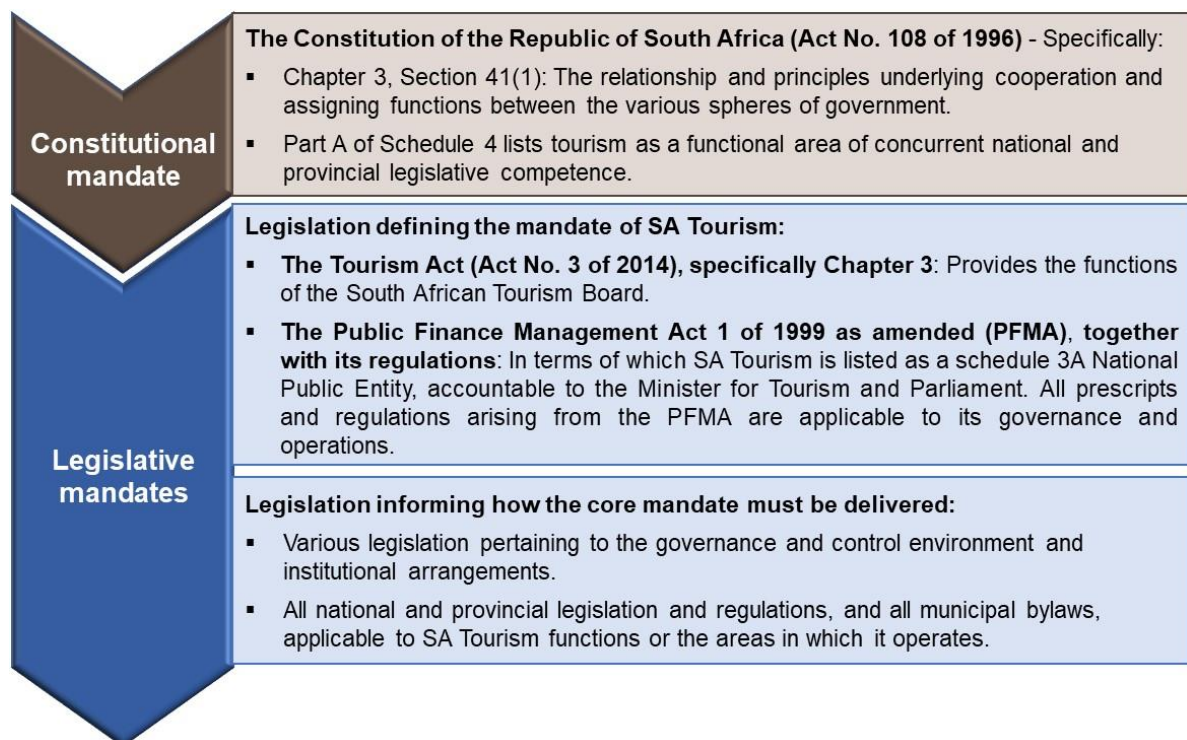 Constitutional
mandate
The Constitution of the Republic of South Africa (Act No. 108 of 1996) - Specifically:
▪ Chapter 3, Section 41(1): The relationship and principles underlying cooperation and
assigning functions between the various spheres of government.
▪ Part A of Schedule 4 lists tourism as a functional area of concurrent national and
provincial legislative competence.
Legislative
mandates
Legislation defining the mandate of SA Tourism:
▪ The Tourism Act (Act No. 3 of 2014), specifically Chapter 3: Provides the functions
of the South African Tourism Board.
▪ The Public Finance Management Act 1 of 1999 as amended (PFMA), together
with its regulations: In terms of which SA Tourism is listed as a schedule 3A National
Public Entity, accountable to the Minister for Tourism and Parliament. All prescripts
and regulations arising from the PFMA are applicable to its governance and
operations.
Legislation informing how the core mandate must be delivered:
▪ Various legislation pertaining to the governance and control environment and
institutional arrangements.
▪ All national and provincial legislation and regulations, and all municipal bylaws,
applicable to SA Tourism functions or the areas in which it operates.